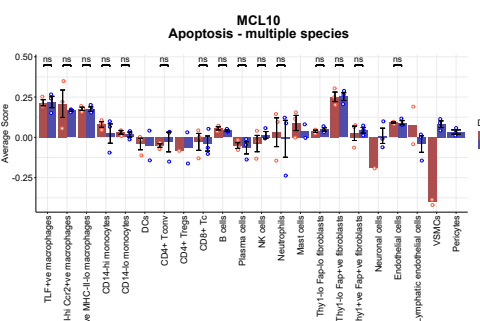 MCL10
Apoptosis - multiple species
ns ns ns ns ns ns ns ns ns ns ns ns ns
Average Score
0.50
0.25
0.00
-0.25
D
TLF+ve macrophages
-hi Ccr2+ve macrophages
ve MHC-II-lo macrophages
CD14-hi monocytes
CD14-lo monocytes
DCs
CD4+ Tconv
CD4+ Tregs
CD8+ Tc
B cells
Plasma cells
NK cells
Neutrophils
Mast cells
Thy1-lo Fap-lo fibroblasts
Thy1-lo Fap+ve fibroblasts
hy1+ve Fap+ve fibroblasts
Neuronal cells
Endothelial cells
Lymphatic endothelial cells
VSMCs
Pericytes